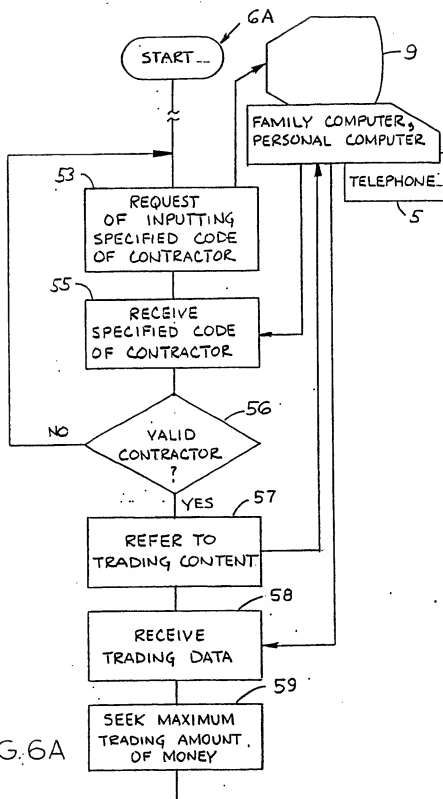 6A
START
9
FAMILY COMPUTER,
PERSONAL COMPUTER
TELEPHONE
5
53
REQUEST
OF INPUTTING
SPECIFIED CODE
OF CONTRACTOR
55
RECEIVE
SPECIFIED CODE
OF CONTRACTOR
56
NO
VALID
CONTRACTOR
?
YES
57
REFER TO
TRADING CONTENT
58
RECEIVE
TRADING DATA
59
SEEK MAXIMUM
TRADING AMOUNT
OF MONEY
G. 6A